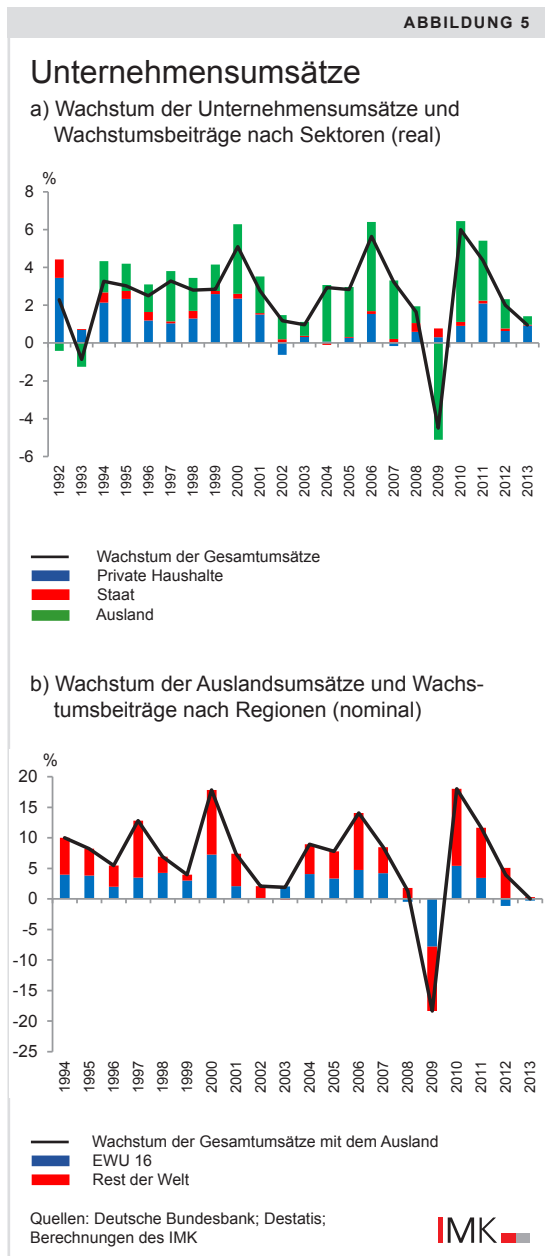 ABBILDUNG 5
Unternehmensumsätze
a) Wachstum der Unternehmensumsätze und
Wachstumsbeiträge nach Sektoren (real)
%
8
6
4
2
0
-2
-4
-6
1992 1993 1994 1995 1996 1997 1998 1999 2000 2001 2002 2003 2004 2005 2006 2007 2008 2009 2010 2011 2012 2013
Wachstum der Gesamtumsätze
Private Haushalte
Staat
Ausland
b) Wachstum der Auslandsumsätze und Wachs-
tumsbeiträge nach Regionen (nominal)
%
20
15
10
5
0
-5
-10
-15
-20
-25
1994 1995 1996 1997 1998 1999 2000 2001 2002 2003 2004 2005 2006 2007 2008 2009 2010 2011 2012 2013
Wachstum der Gesamtumsätze mit dem Ausland
EWU 16
Rest der Welt
Quellen: Deutsche Bundesbank; Destatis;
Berechnungen des IMK
IMK